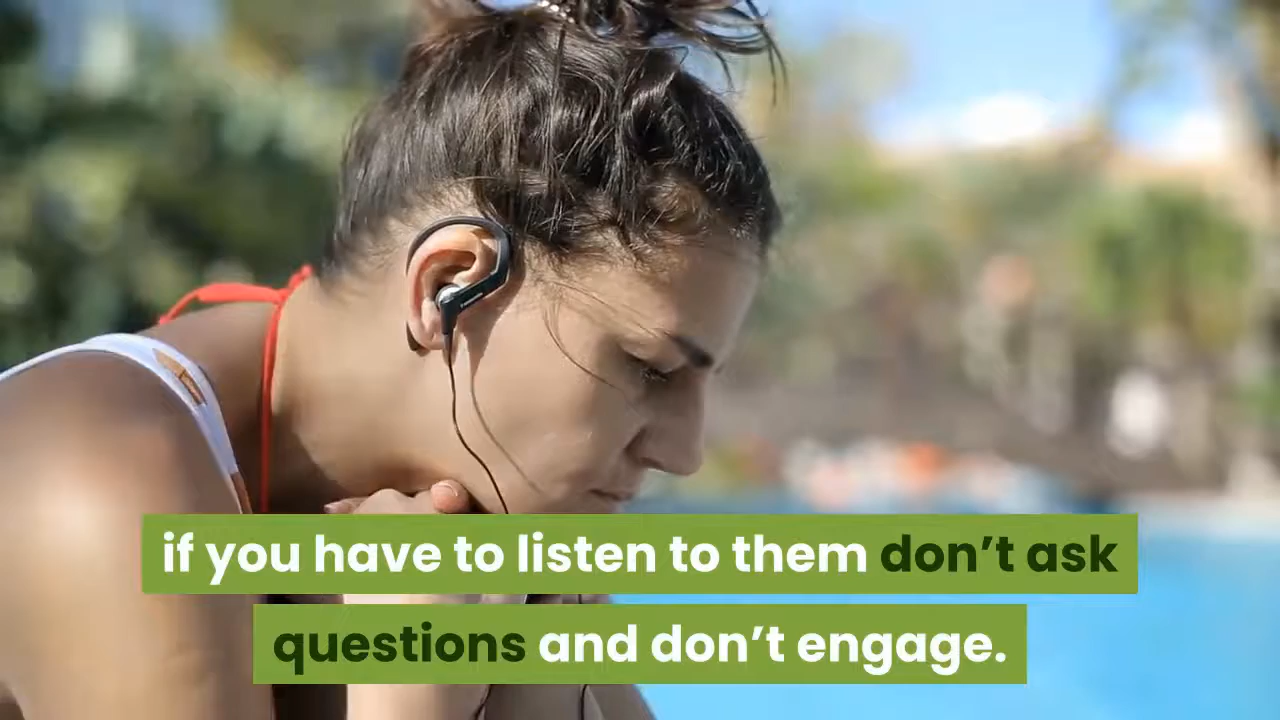 if you have to listen to them don’t ask
questions and don’t engage.